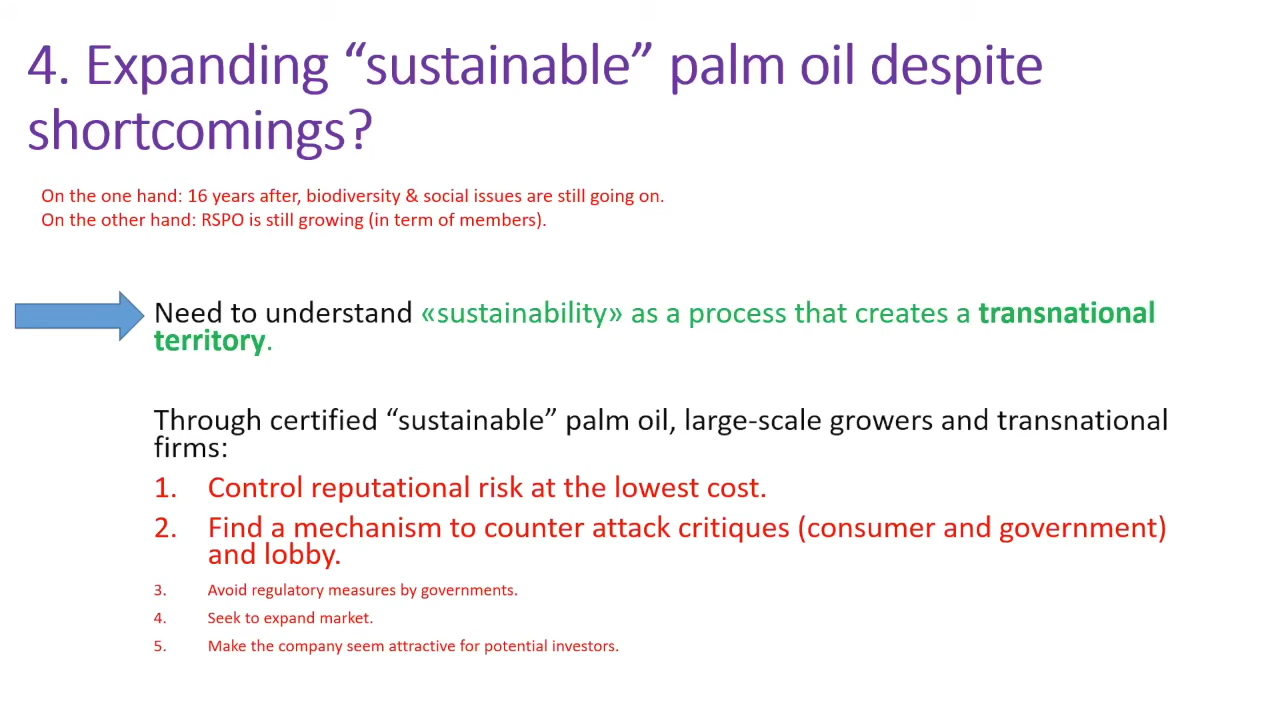 4. Expanding “sustainable” palm oil despite
shortcomings?
On the one hand: 16 years after, biodiversity & social issues are still going on.
On the other hand: RSPO is still growing (in term of members).
Need to understand «sustainability» as a process that creates a transnational
territory.
Through certified “sustainable” palm oil, large-scale growers and transnational
firms:
1. Control reputational risk at the lowest cost.
2. Find a mechanism to counter attack critiques (consumer and government)
and lobby.
3. Avoid regulatory measures by governments.
4. Seek to expand market.
5. Make the company seem attractive for potential investors.